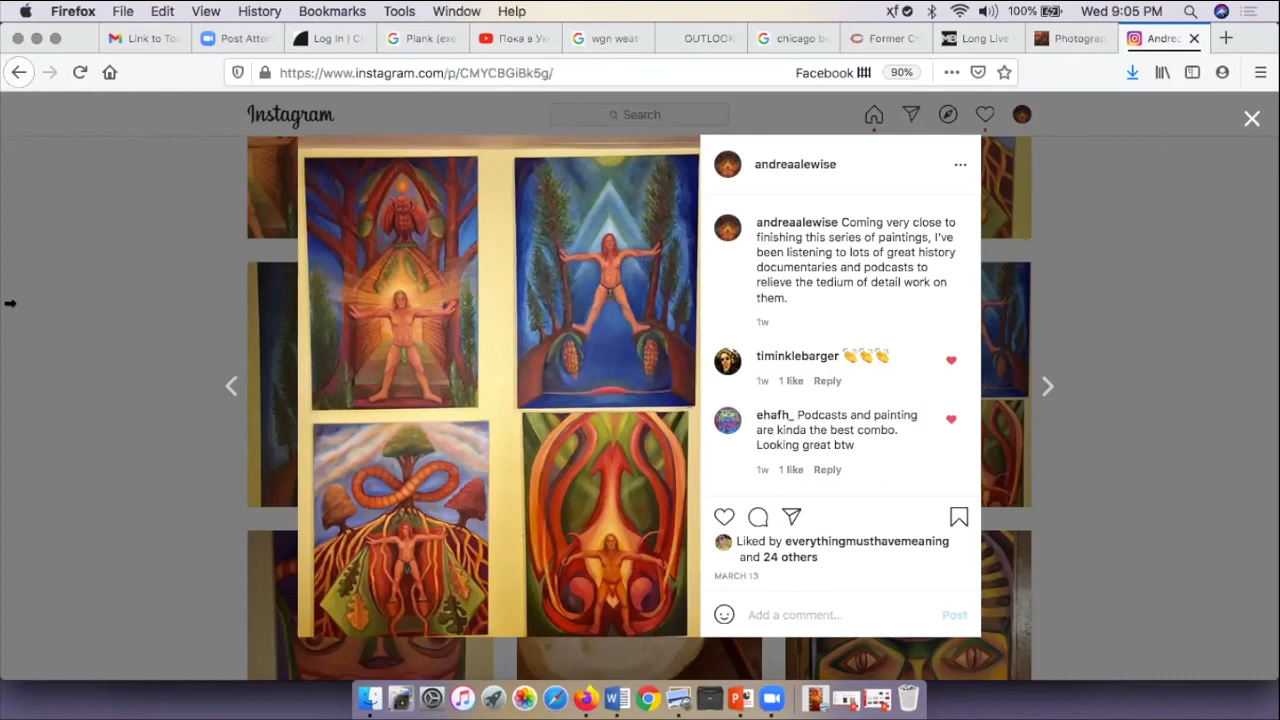 Firefox File Edit View History Bookmarks Tools Window Help 100% Wed 9:05 PM
Link to Too
Post Atten
Log In | C
Plank (exe
Пока в Ук
wgn weat
OUTLOOK
chicago be
Former C
Long Live
Photograp
Andrea
https://www.instagram.com/p/CMYCBGiBk5g/
Facebook
90%
Instagram
Search
andreaalewise
andreaalewise Coming very close to
finishing this series of paintings, I've
been listening to lots of great history
documentaries and podcasts to
relieve the tedium of detail work on
them.
1w
timinklebarger
1w 1 like Reply
ehafh_ Podcasts and painting
are kinda the best combo.
Looking great btw
1w 1 like Reply
Liked by everythingmusthavemeaning
and 24 others
MARCH 13
Add a comment... Post